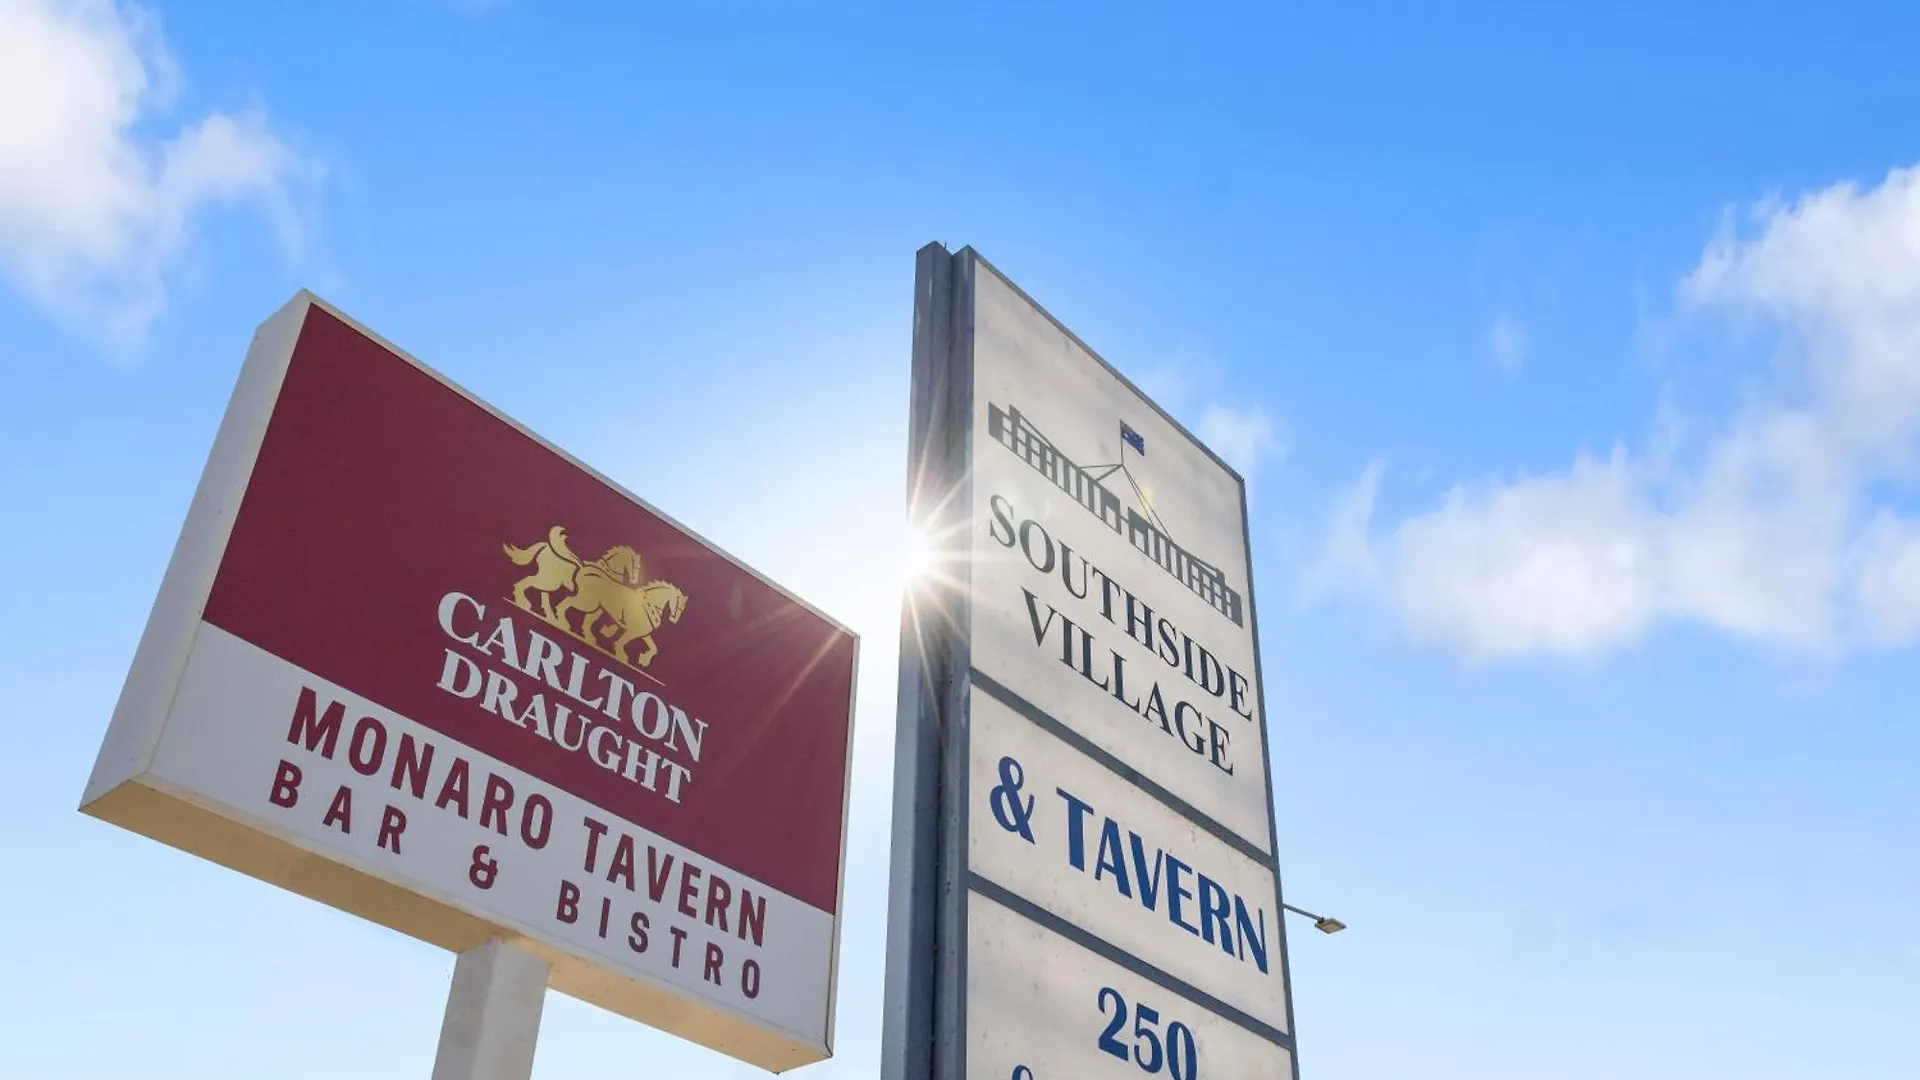 CARLTON
DRAUGHT
MONARO TAVERN
BAR & BISTRO
SOUTHSIDE
VILLAGE
& TAVERN
250